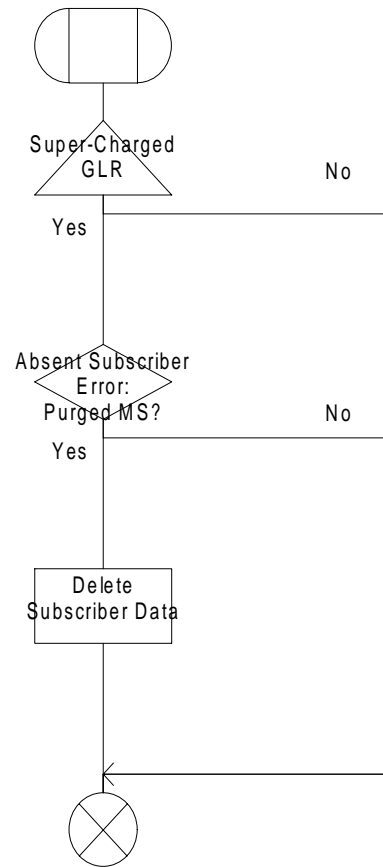 Super-Charged
GLR
No
Yes
Absent Subscriber
Error:
Purged MS?
No
Yes
Delete
Subscriber Data